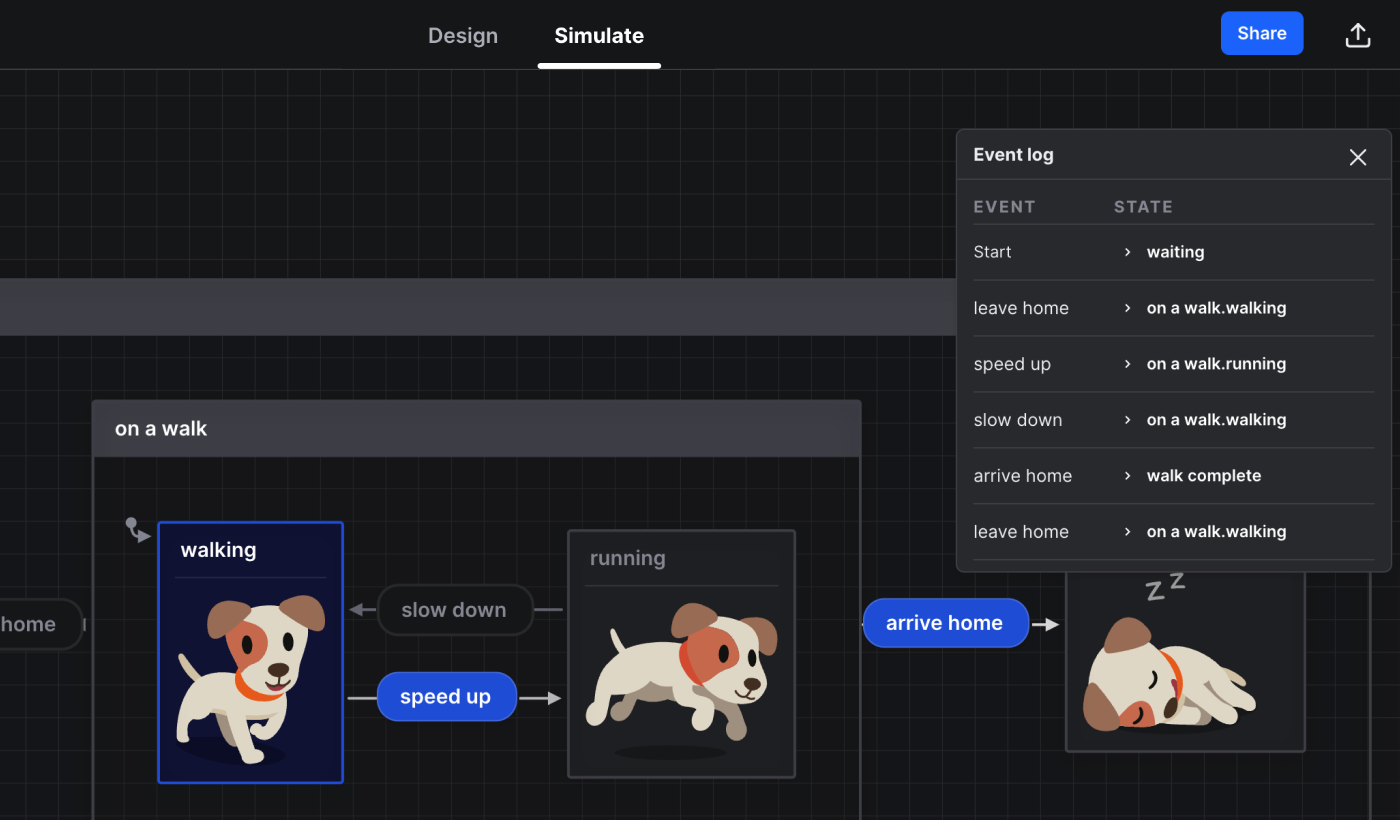 Design
Simulate
Share
Event log
EVENT STATE
Start › waiting
leave home › on a walk.walking
speed up › on a walk.running
slow down › on a walk.walking
arrive home › walk complete
leave home › on a walk.walking
on a walk
walking
running
home
slow down
speed up
arrive home
z z